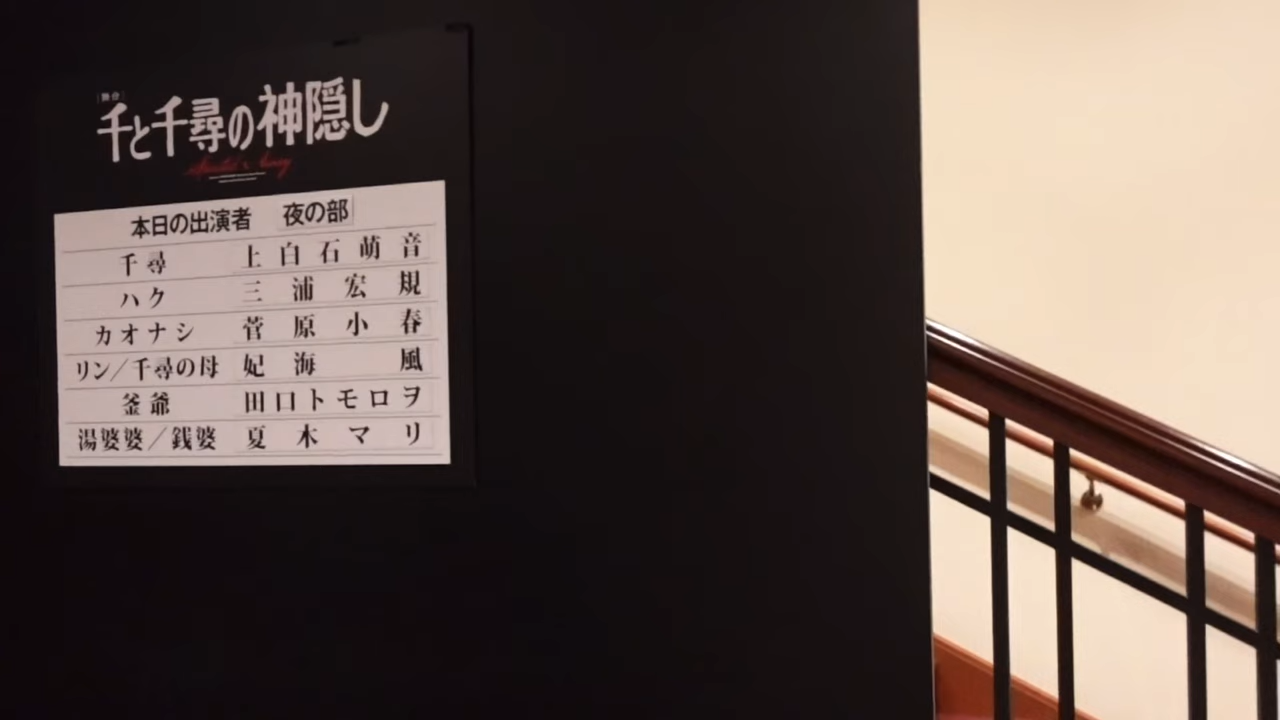 〈舞台〉
千と千尋の神隠し
Spirited Away
本日の出演者 夜の部
千尋 上白石萌音
ハク 三浦宏規
カオナシ 菅原小春
リン/千尋の母 妃海 風
釜爺 田口トモロヲ
湯婆婆/銭婆 夏木マリ